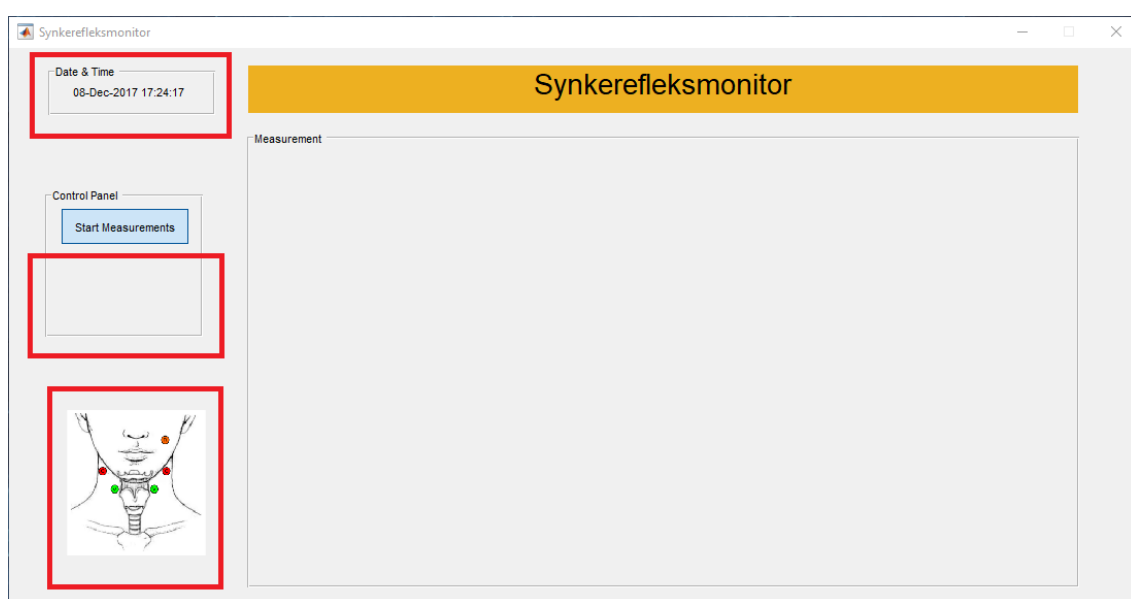 Synkerefleksmonitor
Date & Time
08-Dec-2017 17:24:17
Synkerefleksmonitor
Measurement
Control Panel
Start Measurements